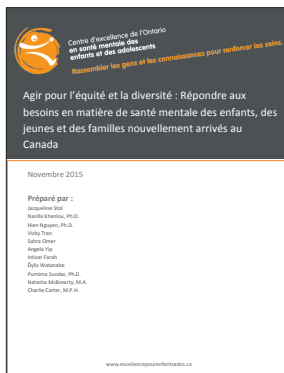 Centre d'excellence de l'Ontario
en santé mentale des
enfants et des adolescents
Rassembler les gens et les connaissances pour renforcer les soins.
Agir pour l'équité et la diversité : Répondre aux
besoins en matière de santé mentale des enfants, des
jeunes et des familles nouvellement arrivés au
Canada
Novembre 2015
Préparé par :
Jacqueline Stol
Nazilla Khanlou, Ph.D.
Hien Nguyen, Ph.D.
Vicky Tran
Sahra Omer
Angela Yip
Intisar Farah
Dylis Watanabe
Purnima Sundar, Ph.D.
Natasha McBrearty, M.A.
Charlie Carter, M.P.H.
www.excellencepourenfantsados.ca